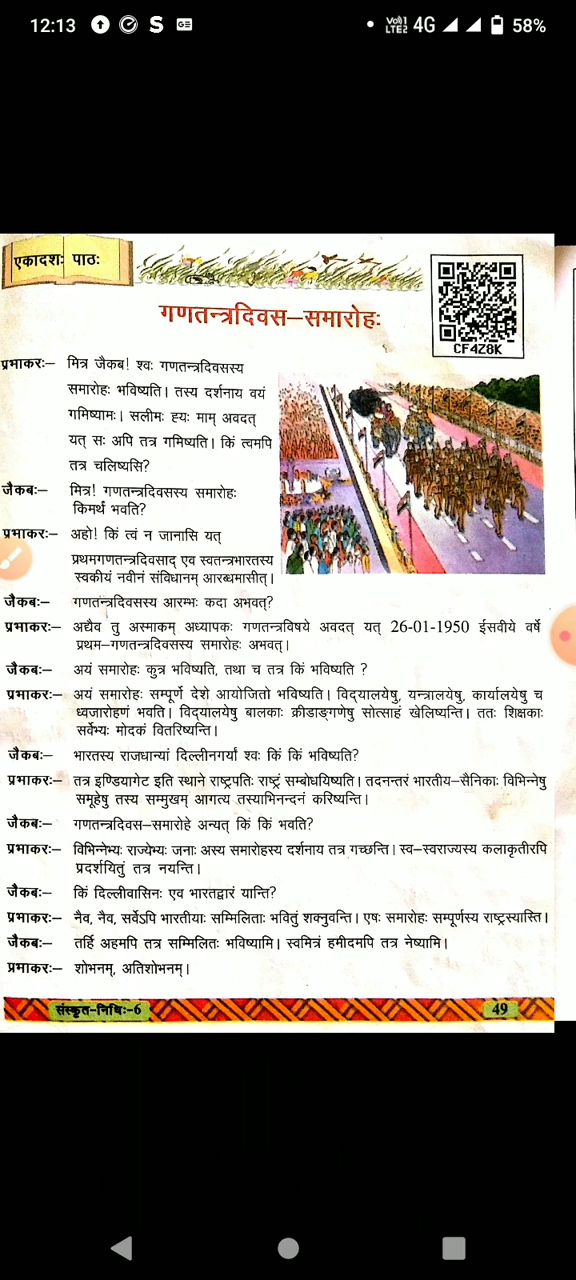 12:13
Vo)) 1
LTE2
4G
58%
एकादशः पाठः
CF4Z8K
गणतन्त्रदिवस–समारोहः
प्रभाकरः– मित्र जैकब! श्वः गणतन्त्रदिवसस्य
समारोहः भविष्यति। तस्य दर्शनाय वयं
गमिष्यामः। सलीमः ह्यः माम् अवदत्
यत् सः अपि तत्र गमिष्यति। किं त्वमपि
तत्र चलिष्यसि?
जैकबः– मित्र! गणतन्त्रदिवसस्य समारोहः
किमर्थं भवति?
प्रभाकरः– अहो! किं त्वं न जानासि यत्
प्रथमगणतन्त्रदिवसाद् एव स्वतन्त्रभारतस्य
स्वकीयं नवीनं संविधानम् आरब्धमासीत्।
जैकबः– गणतन्त्रदिवसस्य आरम्भः कदा अभवत्?
प्रभाकरः– अद्यैव तु अस्माकम् अध्यापकः गणतन्त्रविषये अवदत् यत् 26-01-1950 ईसवीये वर्षे
प्रथम–गणतन्त्रदिवसस्य समारोहः अभवत्।
जैकबः– अयं समारोहः कुत्र भविष्यति, तथा च तत्र किं भविष्यति ?
प्रभाकरः– अयं समारोहः सम्पूर्णे देशे आयोजितो भविष्यति। विद्यालयेषु, यन्त्रालयेषु, कार्यालयेषु च
ध्वजारोहणं भवति। विद्यालयेषु बालकाः क्रीडाङ्गणेषु सोत्साहं खेलिष्यन्ति। ततः शिक्षकाः
सर्वेभ्यः मोदकं वितरिष्यन्ति।
जैकबः– भारतस्य राजधान्यां दिल्लीनगर्यां श्वः किं किं भविष्यति?
प्रभाकरः– तत्र इण्डियागेट इति स्थाने राष्ट्रपतिः राष्ट्रं सम्बोधयिष्यति। तदनन्तरं भारतीय–सैनिकाः विभिन्नेषु
समूहेषु तस्य सम्मुखम् आगत्य तस्याभिनन्दनं करिष्यन्ति।
जैकबः– गणतन्त्रदिवस–समारोहे अन्यत् किं किं भवति?
प्रभाकरः– विभिन्नेभ्यः राज्येभ्यः जनाः अस्य समारोहस्य दर्शनाय तत्र गच्छन्ति। स्व–स्वराज्यस्य कलाकृतीरपि
प्रदर्शयितुं तत्र नयन्ति।
जैकबः– किं दिल्लीवासिनः एव भारतद्वारं यान्ति?
प्रभाकरः– नैव, नैव, सर्वेऽपि भारतीयाः सम्मिलिताः भवितुं शक्नुवन्ति। एषः समारोहः सम्पूर्णस्य राष्ट्रस्यास्ति।
जैकबः– तर्हि अहमपि तत्र सम्मिलितः भविष्यामि। स्वमित्रं हमीदमपि तत्र नेष्यामि।
प्रभाकरः– शोभनम्, अतिशोभनम्।
संस्कृत–निधिः–6
49